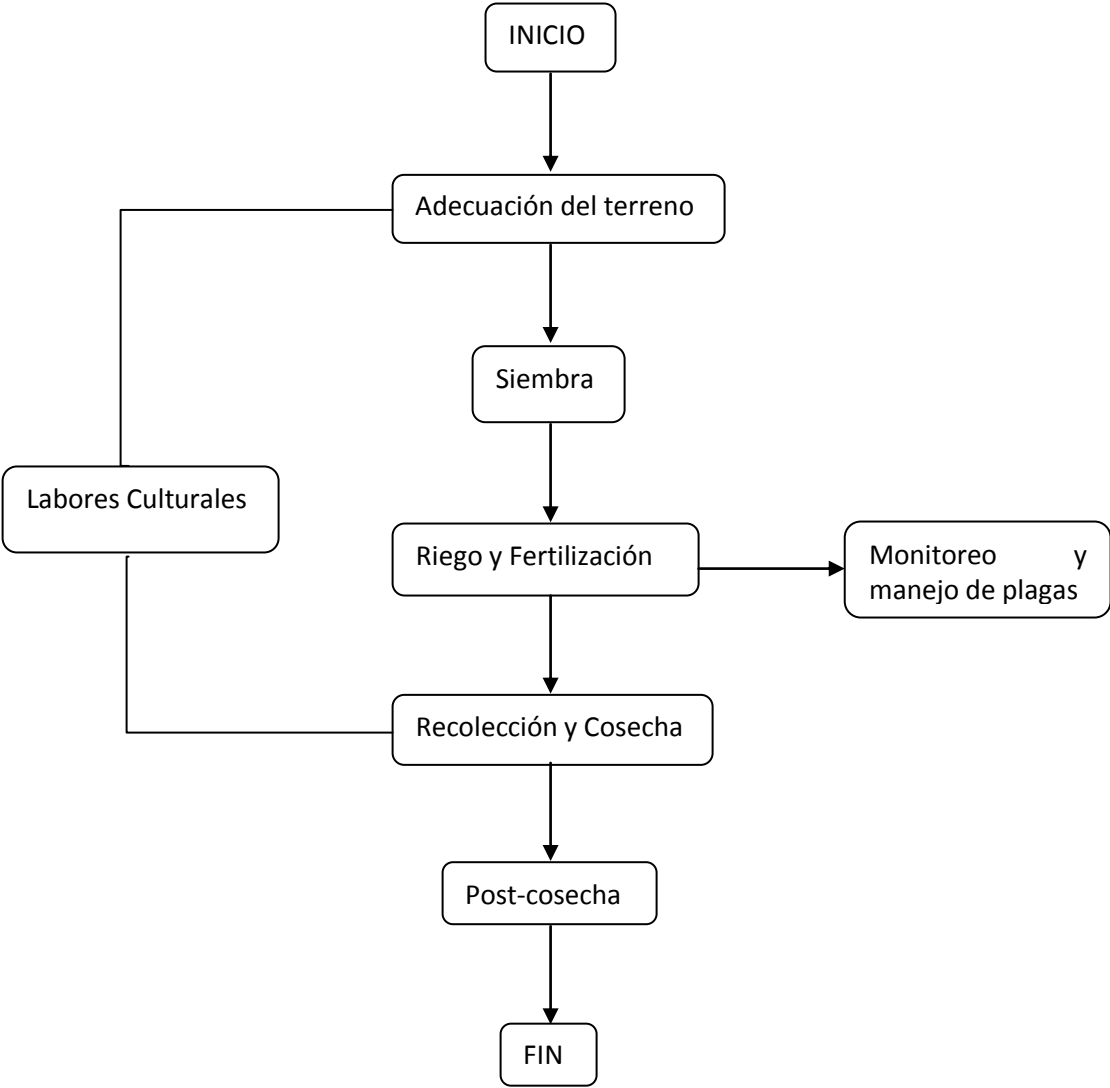 INICIO
Adecuación del terreno
Siembra
Labores Culturales
Riego y Fertilización
Monitoreo y
manejo de plagas
Recolección y Cosecha
Post-cosecha
FIN